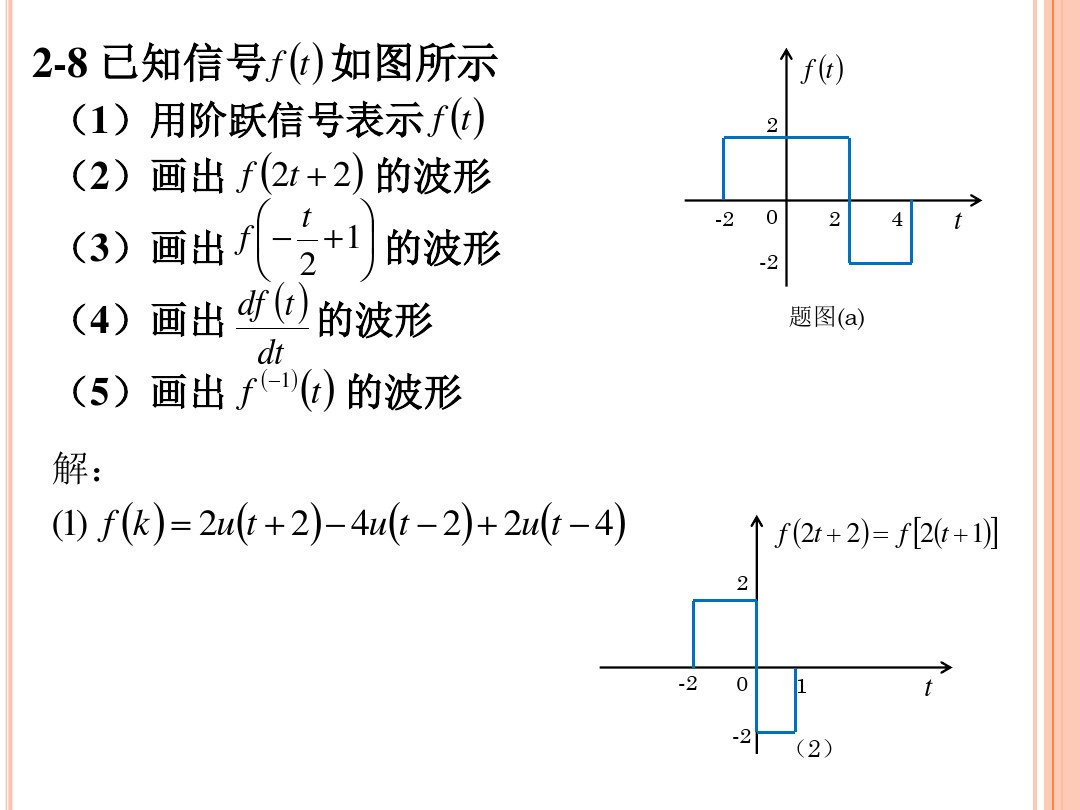 2-8 已知信号f(t)如图所示
（1）用阶跃信号表示f(t)
（2）画出 f(2t+2) 的波形
（3）画出 f(-t/2+1) 的波形
（4）画出 df(t)/dt 的波形
（5）画出 f^(-1)(t) 的波形
f(t)
2
-2 0 2 4 t
-2
题图(a)
解：
(1) f(k)=2u(t+2)-4u(t-2)+2u(t-4)
f(2t+2)=f[2(t+1)]
2
-2 0 1 t
-2
（2）